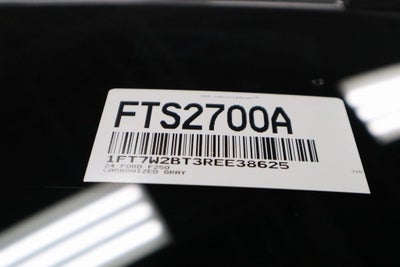 FTS2700A
1FT7W2BT3REE38625
24 FORD F250
CARBONIZED GRAY